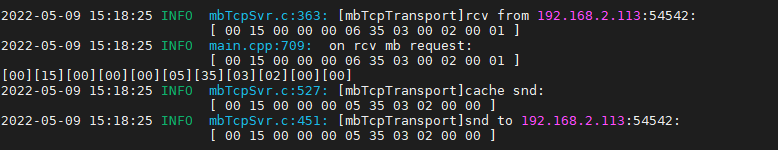 2022-05-09 15:18:25 INFO  mbTcpSvr.c:363: [mbTcpTransport]rcv from 192.168.2.113:54542:
[ 00 15 00 00 00 06 35 03 00 02 00 01 ]
2022-05-09 15:18:25 INFO  main.cpp:709:  on rcv mb request:
[ 00 15 00 00 00 06 35 03 00 02 00 01 ]
[00][15][00][00][00][05][35][03][02][00][00]
2022-05-09 15:18:25 INFO  mbTcpSvr.c:527: [mbTcpTransport]cache snd:
[ 00 15 00 00 00 05 35 03 02 00 00 ]
2022-05-09 15:18:25 INFO  mbTcpSvr.c:451: [mbTcpTransport]snd to 192.168.2.113:54542:
[ 00 15 00 00 00 05 35 03 02 00 00 ]